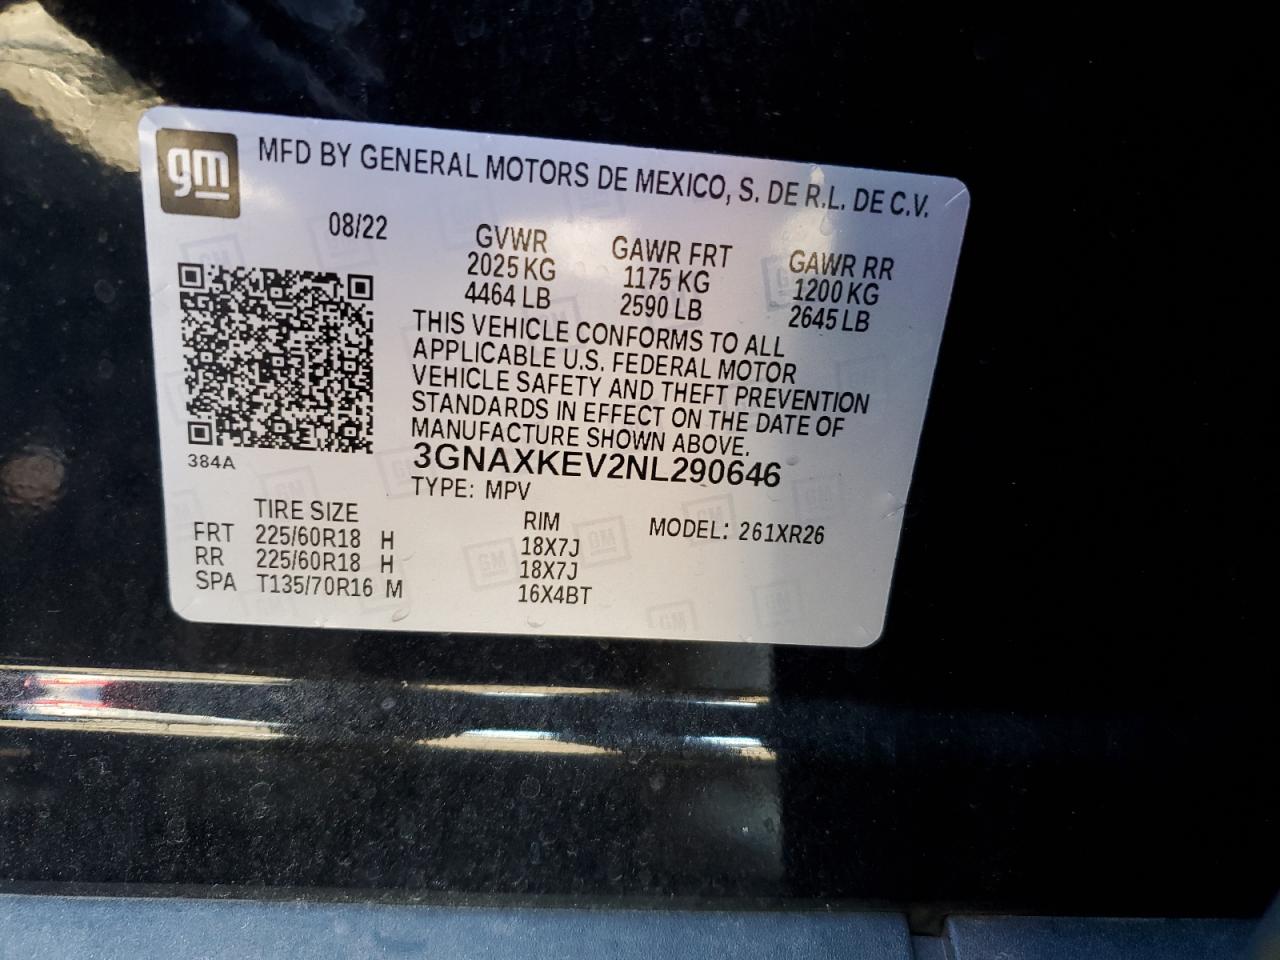 gm
MFD BY GENERAL MOTORS DE MEXICO, S. DE R.L. DE C.V.
08/22
GVWR GAWR FRT GAWR RR
2025 KG 1175 KG 1200 KG
4464 LB 2590 LB 2645 LB
THIS VEHICLE CONFORMS TO ALL
APPLICABLE U.S. FEDERAL MOTOR
VEHICLE SAFETY AND THEFT PREVENTION
STANDARDS IN EFFECT ON THE DATE OF
MANUFACTURE SHOWN ABOVE.
384A
3GNAXKEV2NL290646
TYPE: MPV
TIRE SIZE RIM MODEL: 261XR26
FRT 225/60R18 H 18X7J
RR 225/60R18 H 18X7J
SPA T135/70R16 M 16X4BT